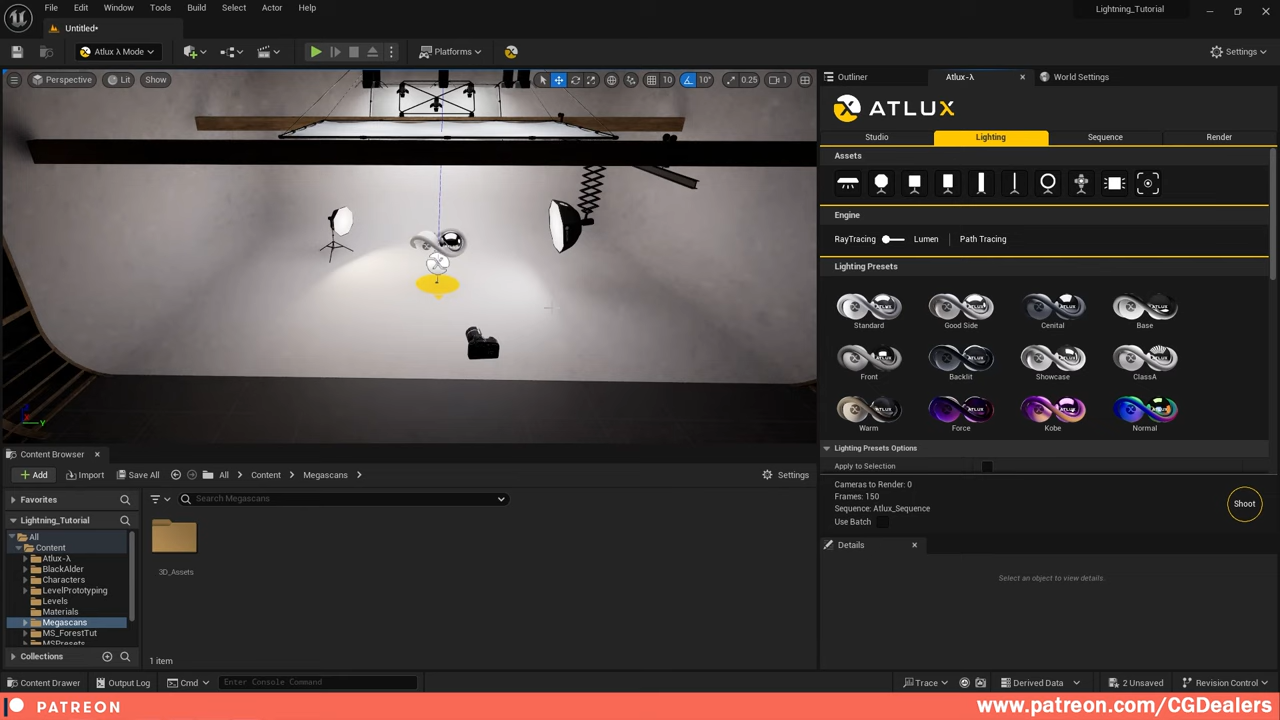 File Edit Window Tools Build Select Actor Help
Lightning_Tutorial
Untitled*
Atlux λ Mode
Platforms
Settings
Perspective Lit Show
10 10° 0.25 1
Outliner Atlux-λ World Settings
ATLUX
Studio Lighting Sequence Render
Assets
Engine
RayTracing Lumen Path Tracing
Lighting Presets
Standard Good Side Cenital Base
Front Backlit Showcase ClassA
Warm Force Kobe Normal
Lighting Presets Options
Apply to Selection
Cameras to Render: 0
Frames: 150
Sequence: Atlux_Sequence
Use Batch
Shoot
Details
Select an object to view details.
Content Browser
Add Import Save All All Content Megascans Settings
Favorites
Search Megascans
Lightning_Tutorial
All
Content
Atlux-λ
BlackAlder
Characters
LevelPrototyping
Levels
Materials
Megascans
MS_ForestTut
MSPresets
3D_Assets
Collections
1 item
Content Drawer Output Log Cmd Enter Console Command Trace Derived Data 2 Unsaved Revision Control
PATREON
www.patreon.com/CGDealers